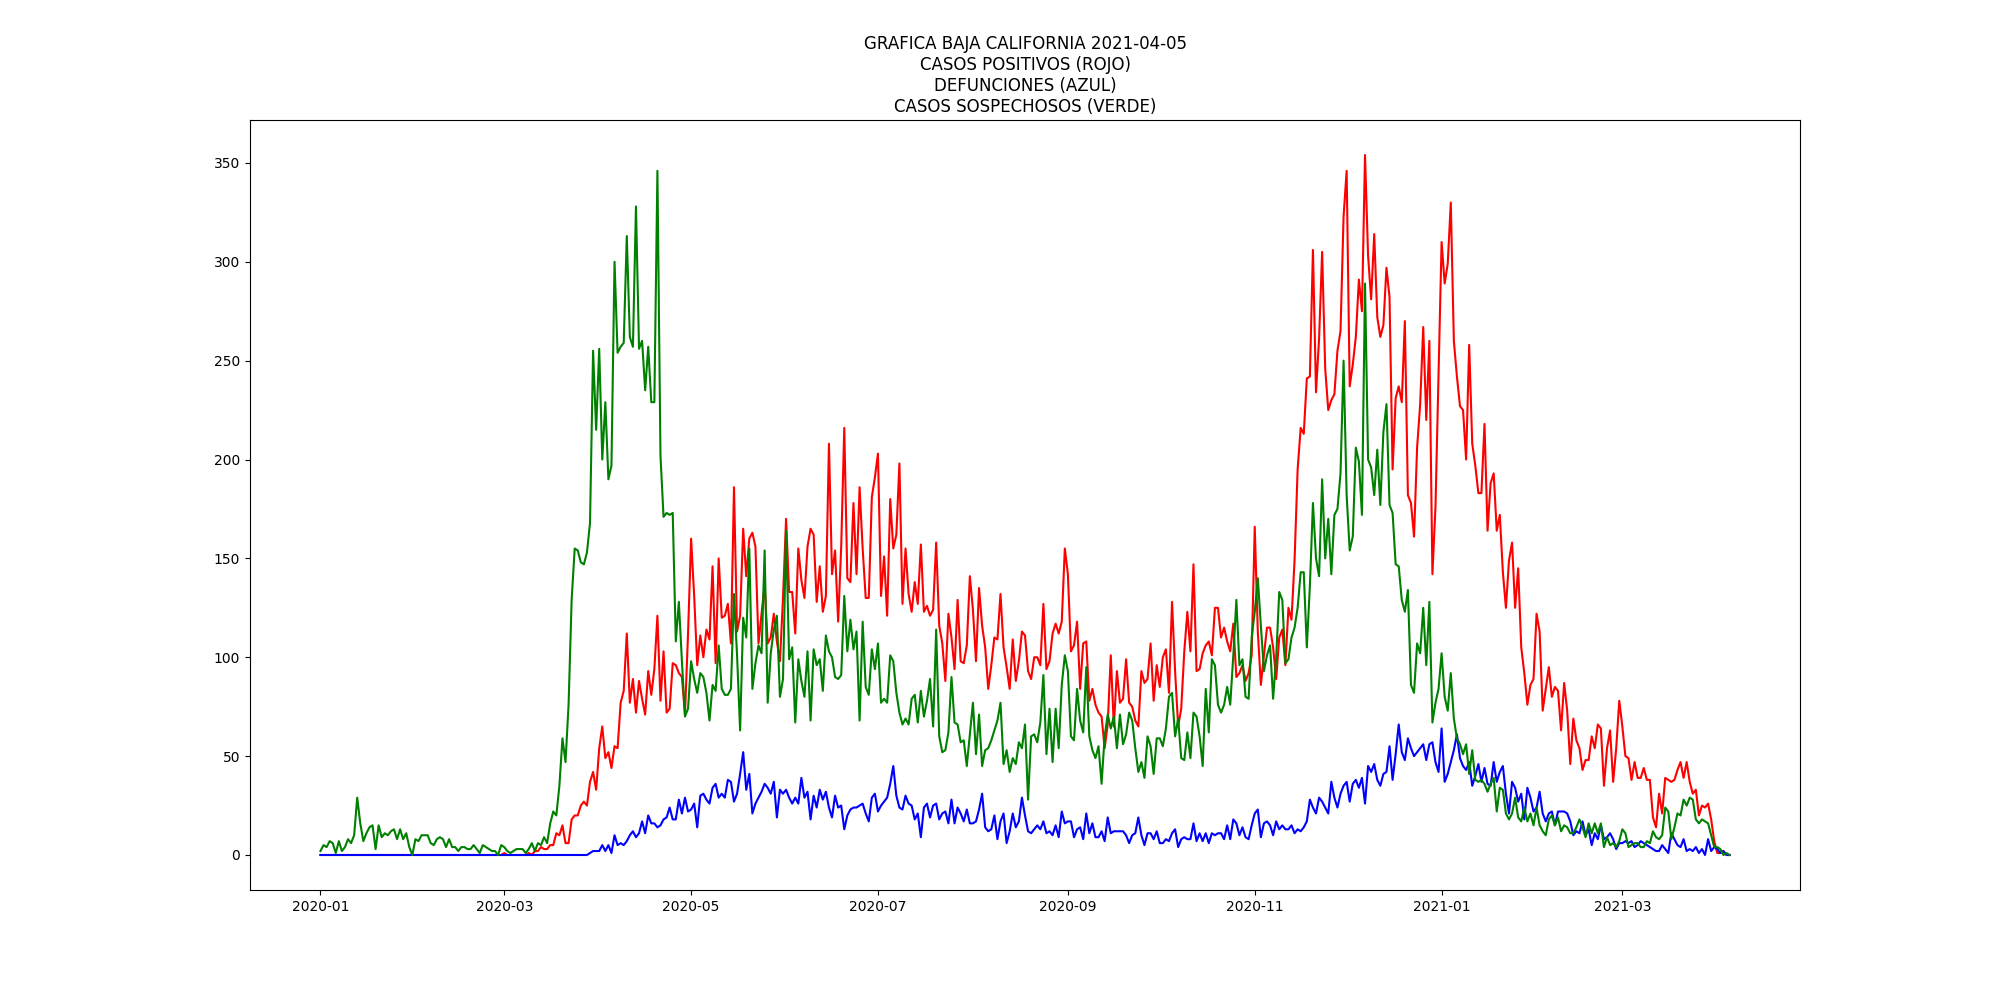 GRAFICA BAJA CALIFORNIA 2021-04-05
CASOS POSITIVOS (ROJO)
DEFUNCIONES (AZUL)
CASOS SOSPECHOSOS (VERDE)
350
300
250
200
150
100
50
0
2020-01 2020-03 2020-05 2020-07 2020-09 2020-11 2021-01 2021-03